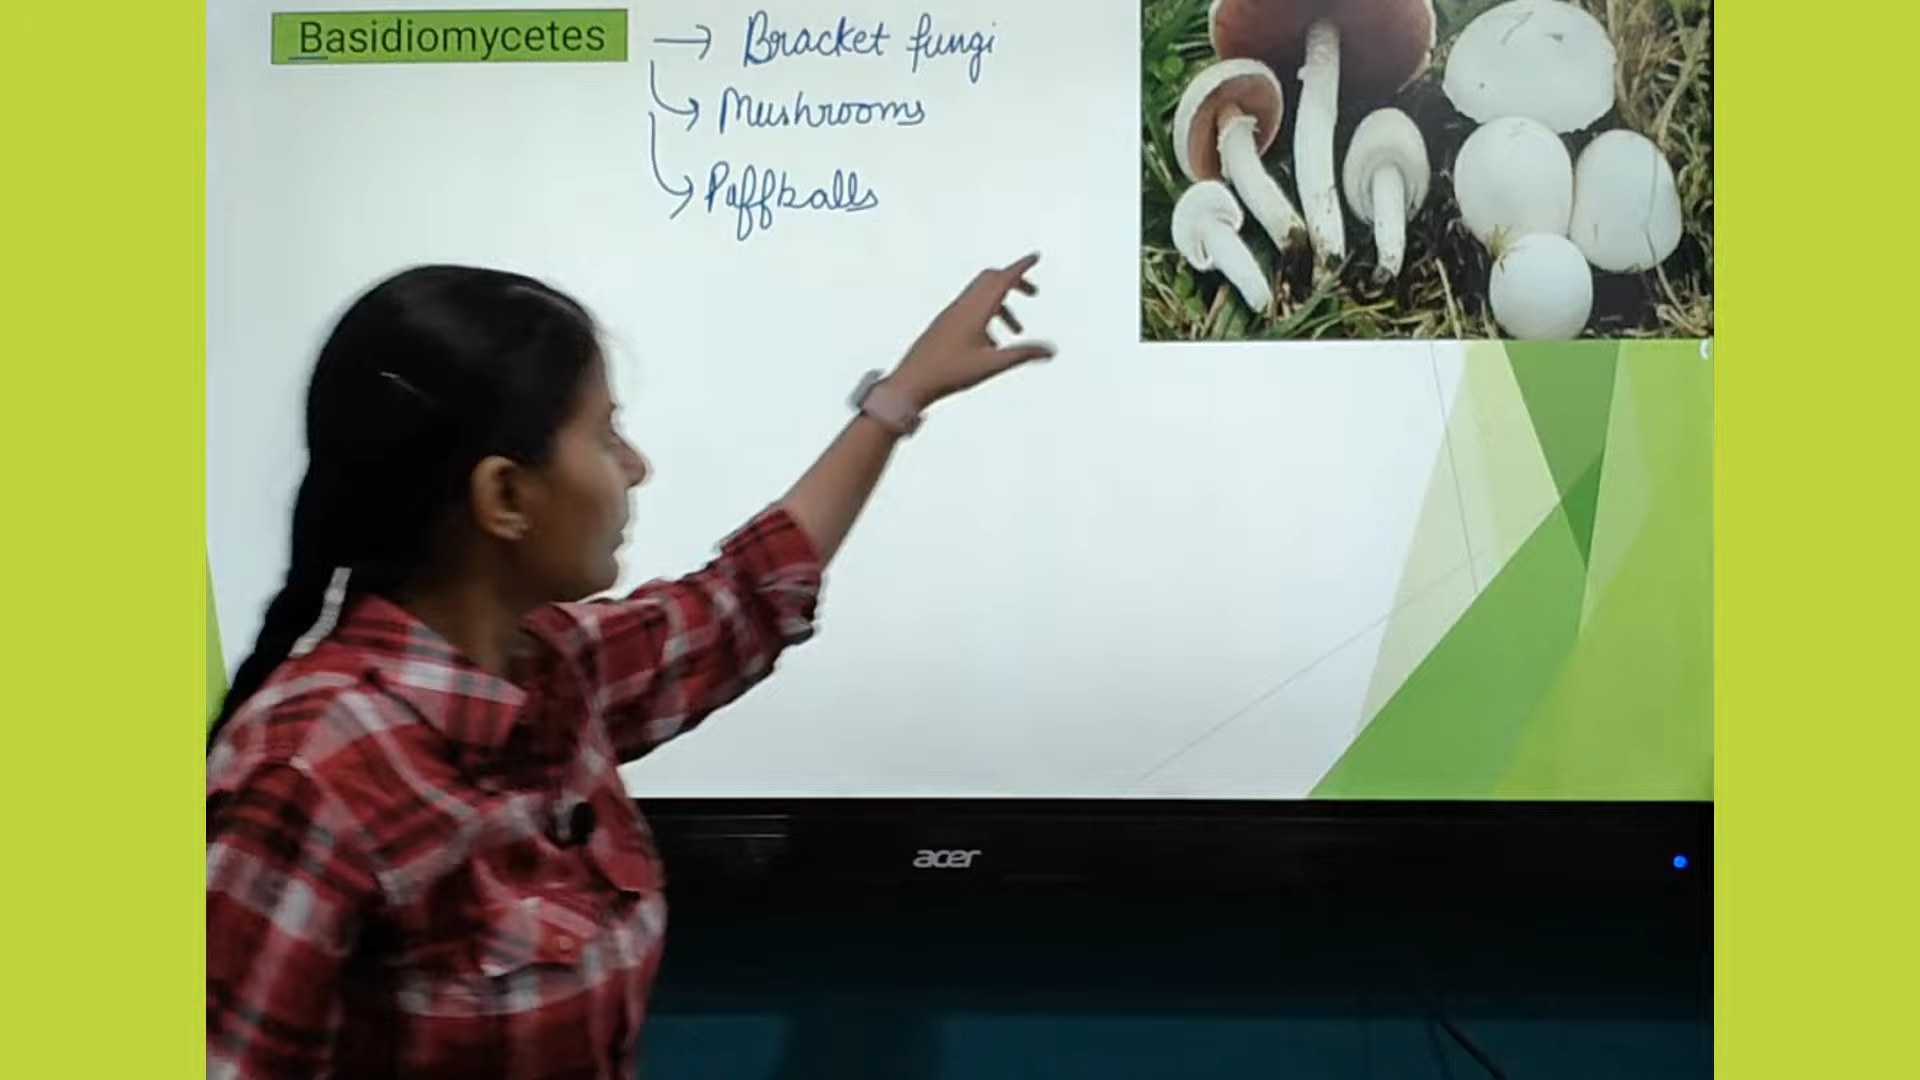 Basidiomycetes → Bracket fungi
Mushrooms
Puffballs
acer